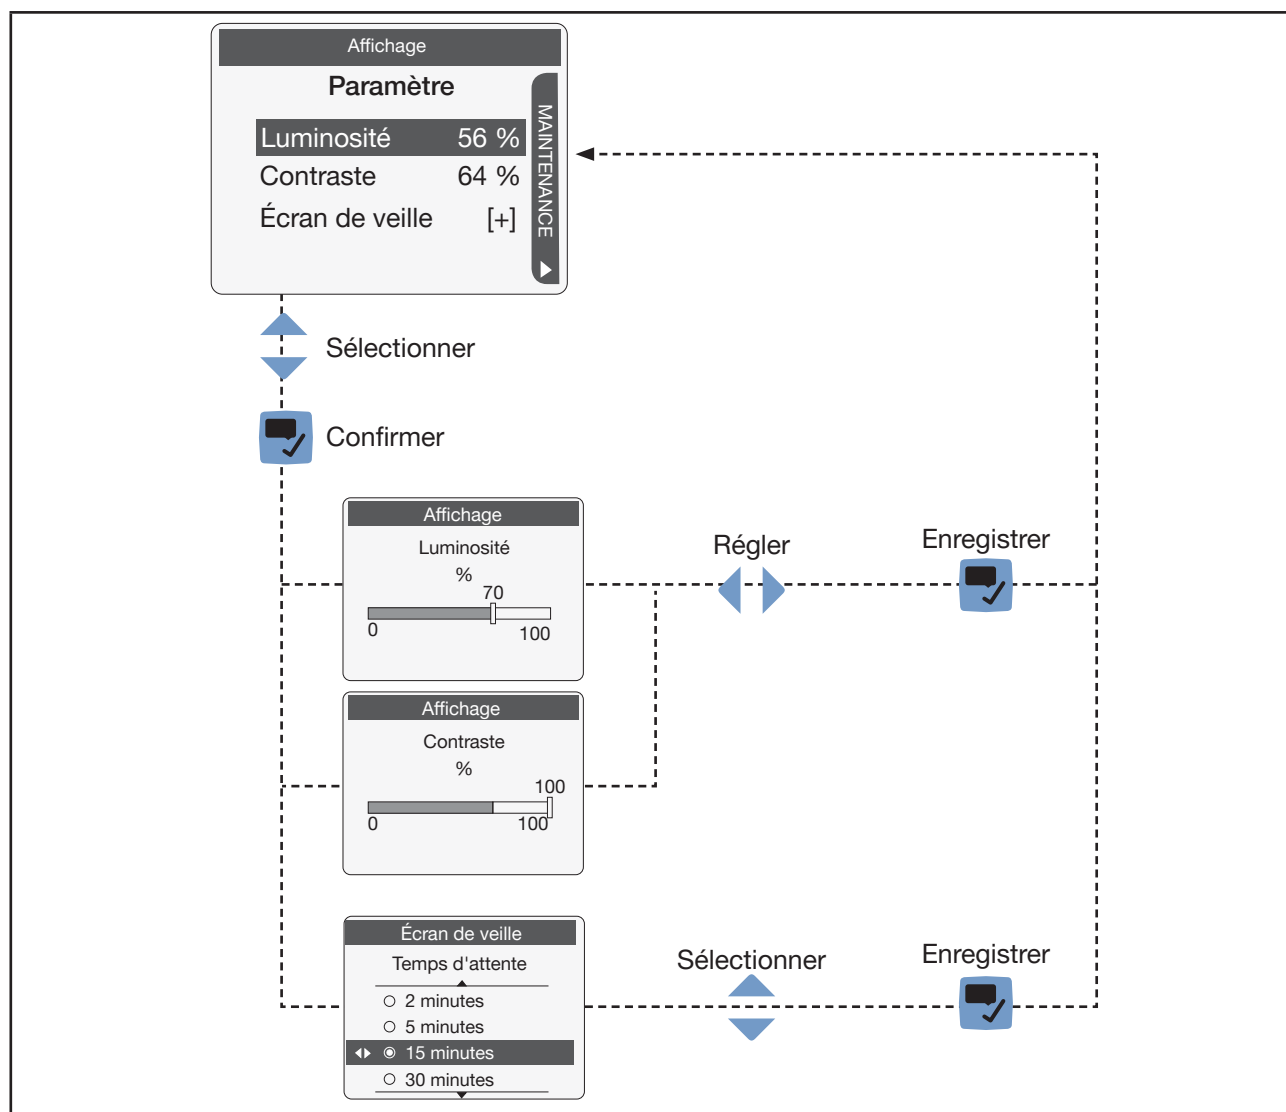 Affichage
Paramètre
Luminosité 56 %
Contraste 64 %
Écran de veille [+]
MAINTENANCE
Sélectionner
Confirmer
Affichage
Luminosité
%
70
0 100
Régler
Enregistrer
Affichage
Contraste
%
100
0 100
Écran de veille
Temps d'attente
2 minutes
5 minutes
15 minutes
30 minutes
Sélectionner
Enregistrer